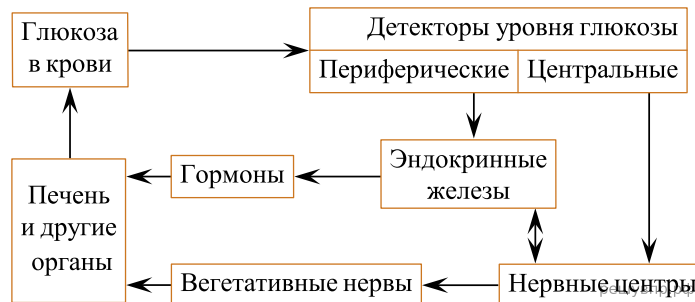 Глюкоза
в крови
Детекторы уровня глюкозы
Периферические
Центральные
Эндокринные
железы
Гормоны
Печень
и другие
органы
Вегетативные нервы
Нервные центры